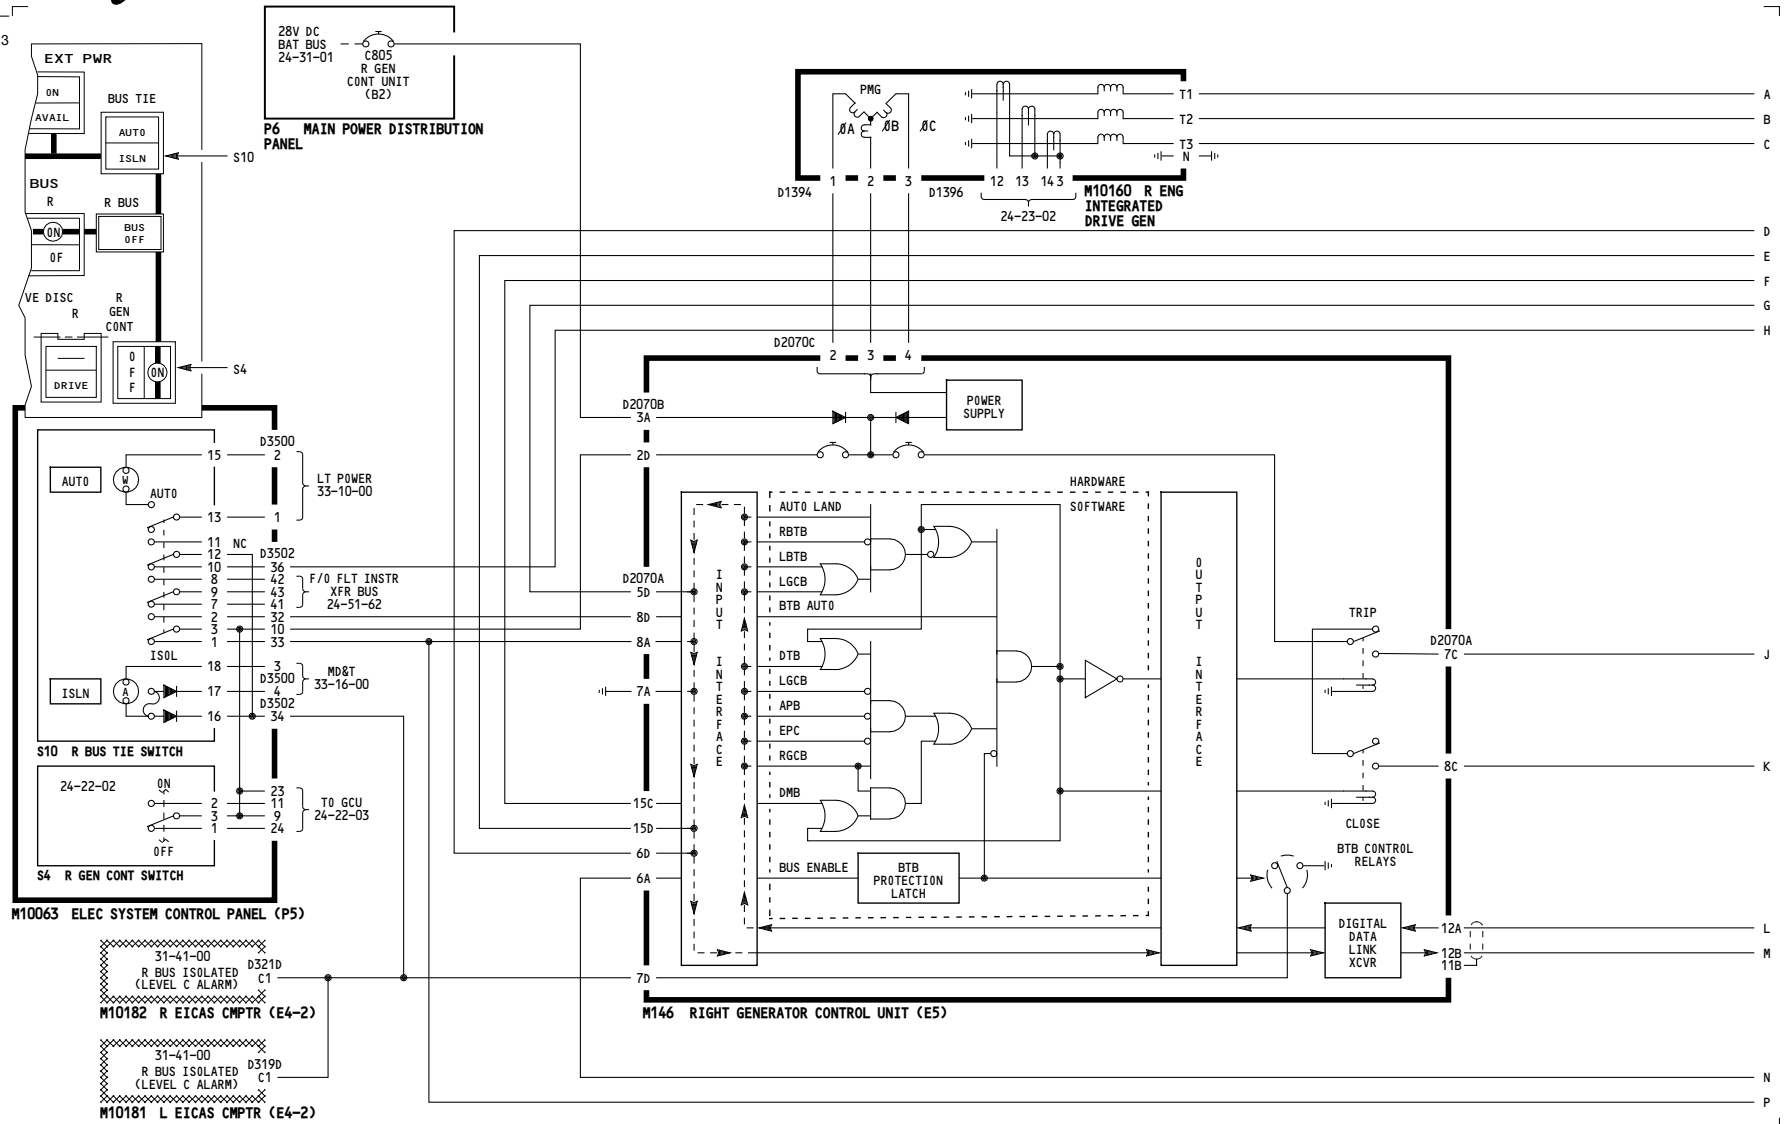 3
EXT PWR
ON
AVAIL
BUS TIE
AUTO
ISLN
S10
BUS
R
R BUS
ON
OF
BUS
OFF
VE DISC
R
R
GEN
CONT
DRIVE
O
F
F
ON
S4
28V DC
BAT BUS
24-31-01
C805
R GEN
CONT UNIT
(B2)
P6 MAIN POWER DISTRIBUTION
PANEL
PMG
ØA
ØB
ØC
T1
T2
T3
N
D1394
1
2
3
D1396
12
13
14
3
24-23-02
M10160 R ENG
INTEGRATED
DRIVE GEN
A
B
C
D
E
F
G
H
J
K
L
M
N
P
D3500
15
2
AUTO
W
AUTO
LT POWER
33-10-00
13
1
11 NC
12
D3502
10
36
8
42
9
43
7
41
F/O FLT INSTR
XFR BUS
24-51-62
2
32
3
10
1
33
ISOL
18
3
D3500
ISLN
A
17
4
MD&T
33-16-00
D3502
16
34
S10 R BUS TIE SWITCH
24-22-02
ON
OFF
23
2
11
3
9
1
24
TO GCU
24-22-03
S4 R GEN CONT SWITCH
M10063 ELEC SYSTEM CONTROL PANEL (P5)
31-41-00
R BUS ISOLATED
(LEVEL C ALARM)
D321D
C1
M10182 R EICAS CMPTR (E4-2)
31-41-00
R BUS ISOLATED
(LEVEL C ALARM)
D319D
C1
M10181 L EICAS CMPTR (E4-2)
D2070C
2
3
4
POWER
SUPPLY
D2070B
3A
2D
D2070A
5D
8D
8A
7A
15C
15D
6D
6A
7D
INPUT
INTERFACE
HARDWARE
SOFTWARE
AUTO LAND
RBTB
LBTB
LGCB
BTB AUTO
DTB
LGCB
APB
EPC
RGCB
DMB
BUS ENABLE
BTB
PROTECTION
LATCH
OUTPUT
INTERFACE
TRIP
D2070A
7C
8C
CLOSE
BTB CONTROL
RELAYS
DIGITAL
DATA
LINK
XCVR
12A
12B
11B
M146 RIGHT GENERATOR CONTROL UNIT (E5)